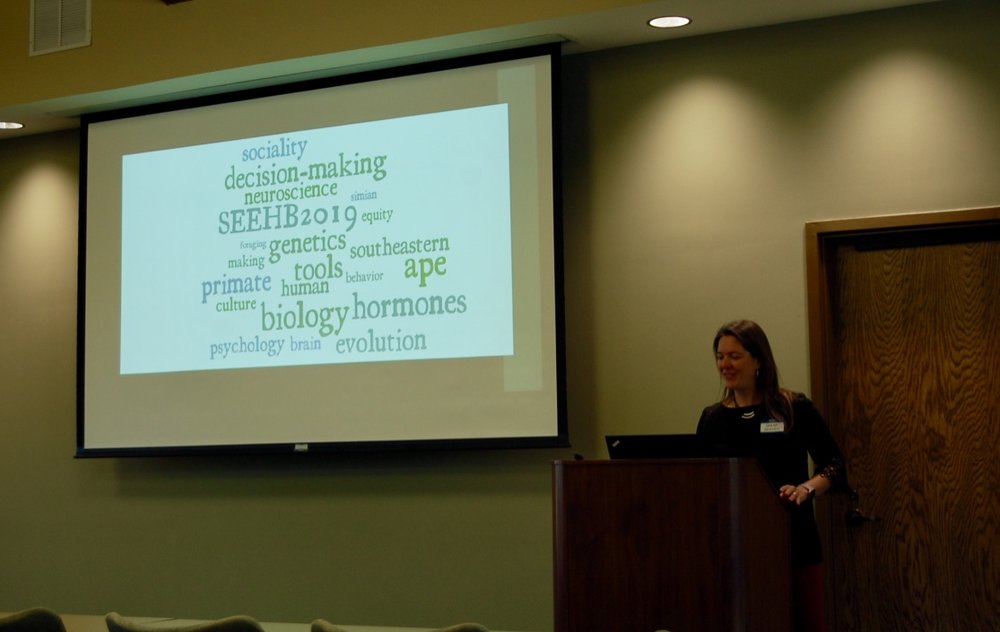 sociality
decision-making
neuroscience
simian
SEEHB2019 equity
foraging genetics southeastern
making tools ape
primate human behavior
culture biology hormones
psychology brain evolution